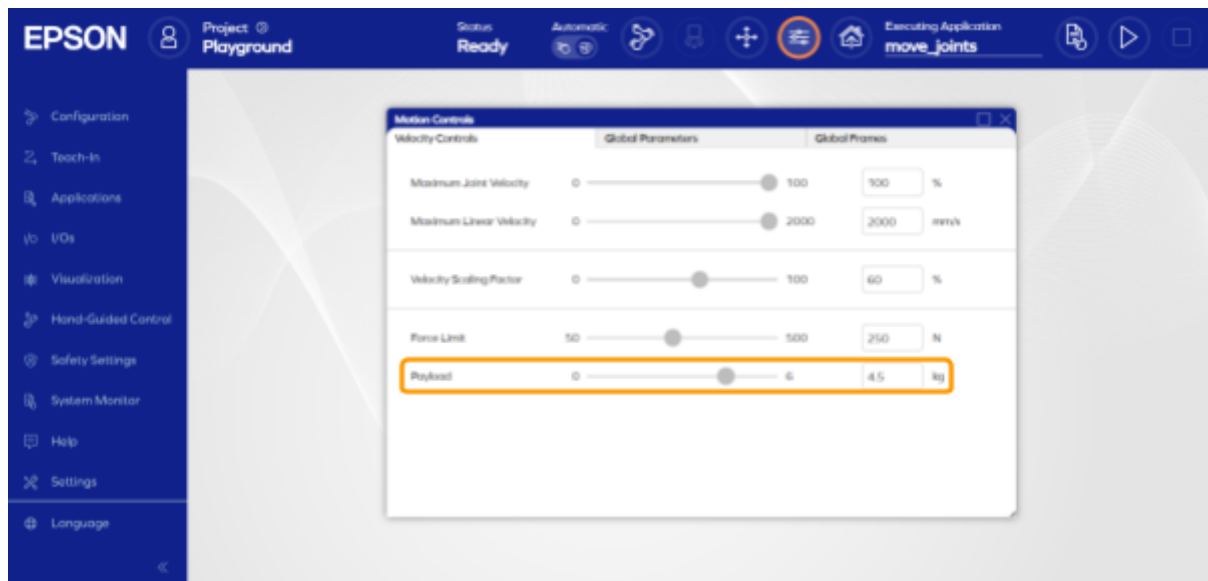 EPSON
Project
Playground
Status
Ready
Automatic
Executing Application
move_joints
Configuration
Teach-In
Applications
I/Os
Visualization
Hand-Guided Control
Safety Settings
System Monitor
Help
Settings
Language
Motion Controls
Velocity Controls Global Parameters Global Frames
Maximum Joint Velocity 0 100 100 %
Maximum Linear Velocity 0 2000 2000 mm/s
Velocity Scaling Factor 0 100 60 %
Force Limit 50 500 250 N
Payload 0 6 4.5 kg